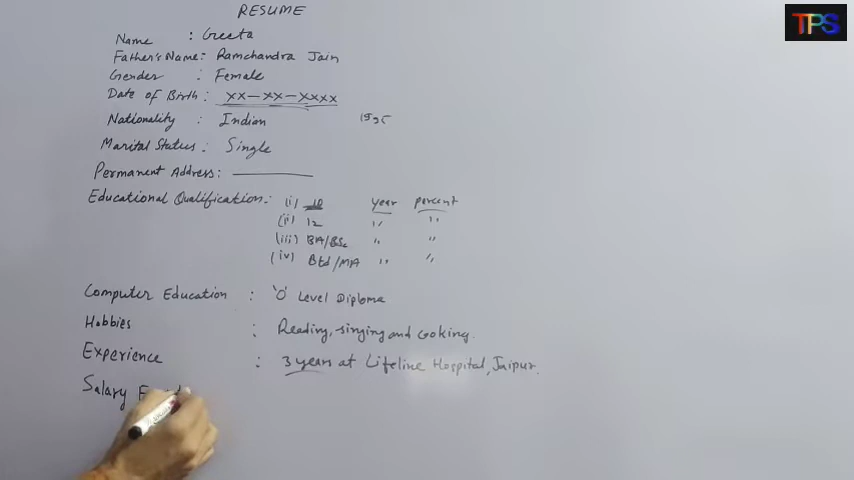 RESUME
TPS
Name : Geeta
Father's Name: Ramchandra Jain
Gender : Female
Date of Birth : XX-XX-XXXX
Nationality : Indian
Marital Status : Single
Permanent Address:
Educational Qualification: (i) 10 year percent
(ii) 12 " "
(iii) BA/BSc " "
(iv) BEd/MA " "
Computer Education : 'O' Level Diploma
Hobbies : Reading, singing and cooking.
Experience : 3 years at Lifeline Hospital, Jaipur.
Salary